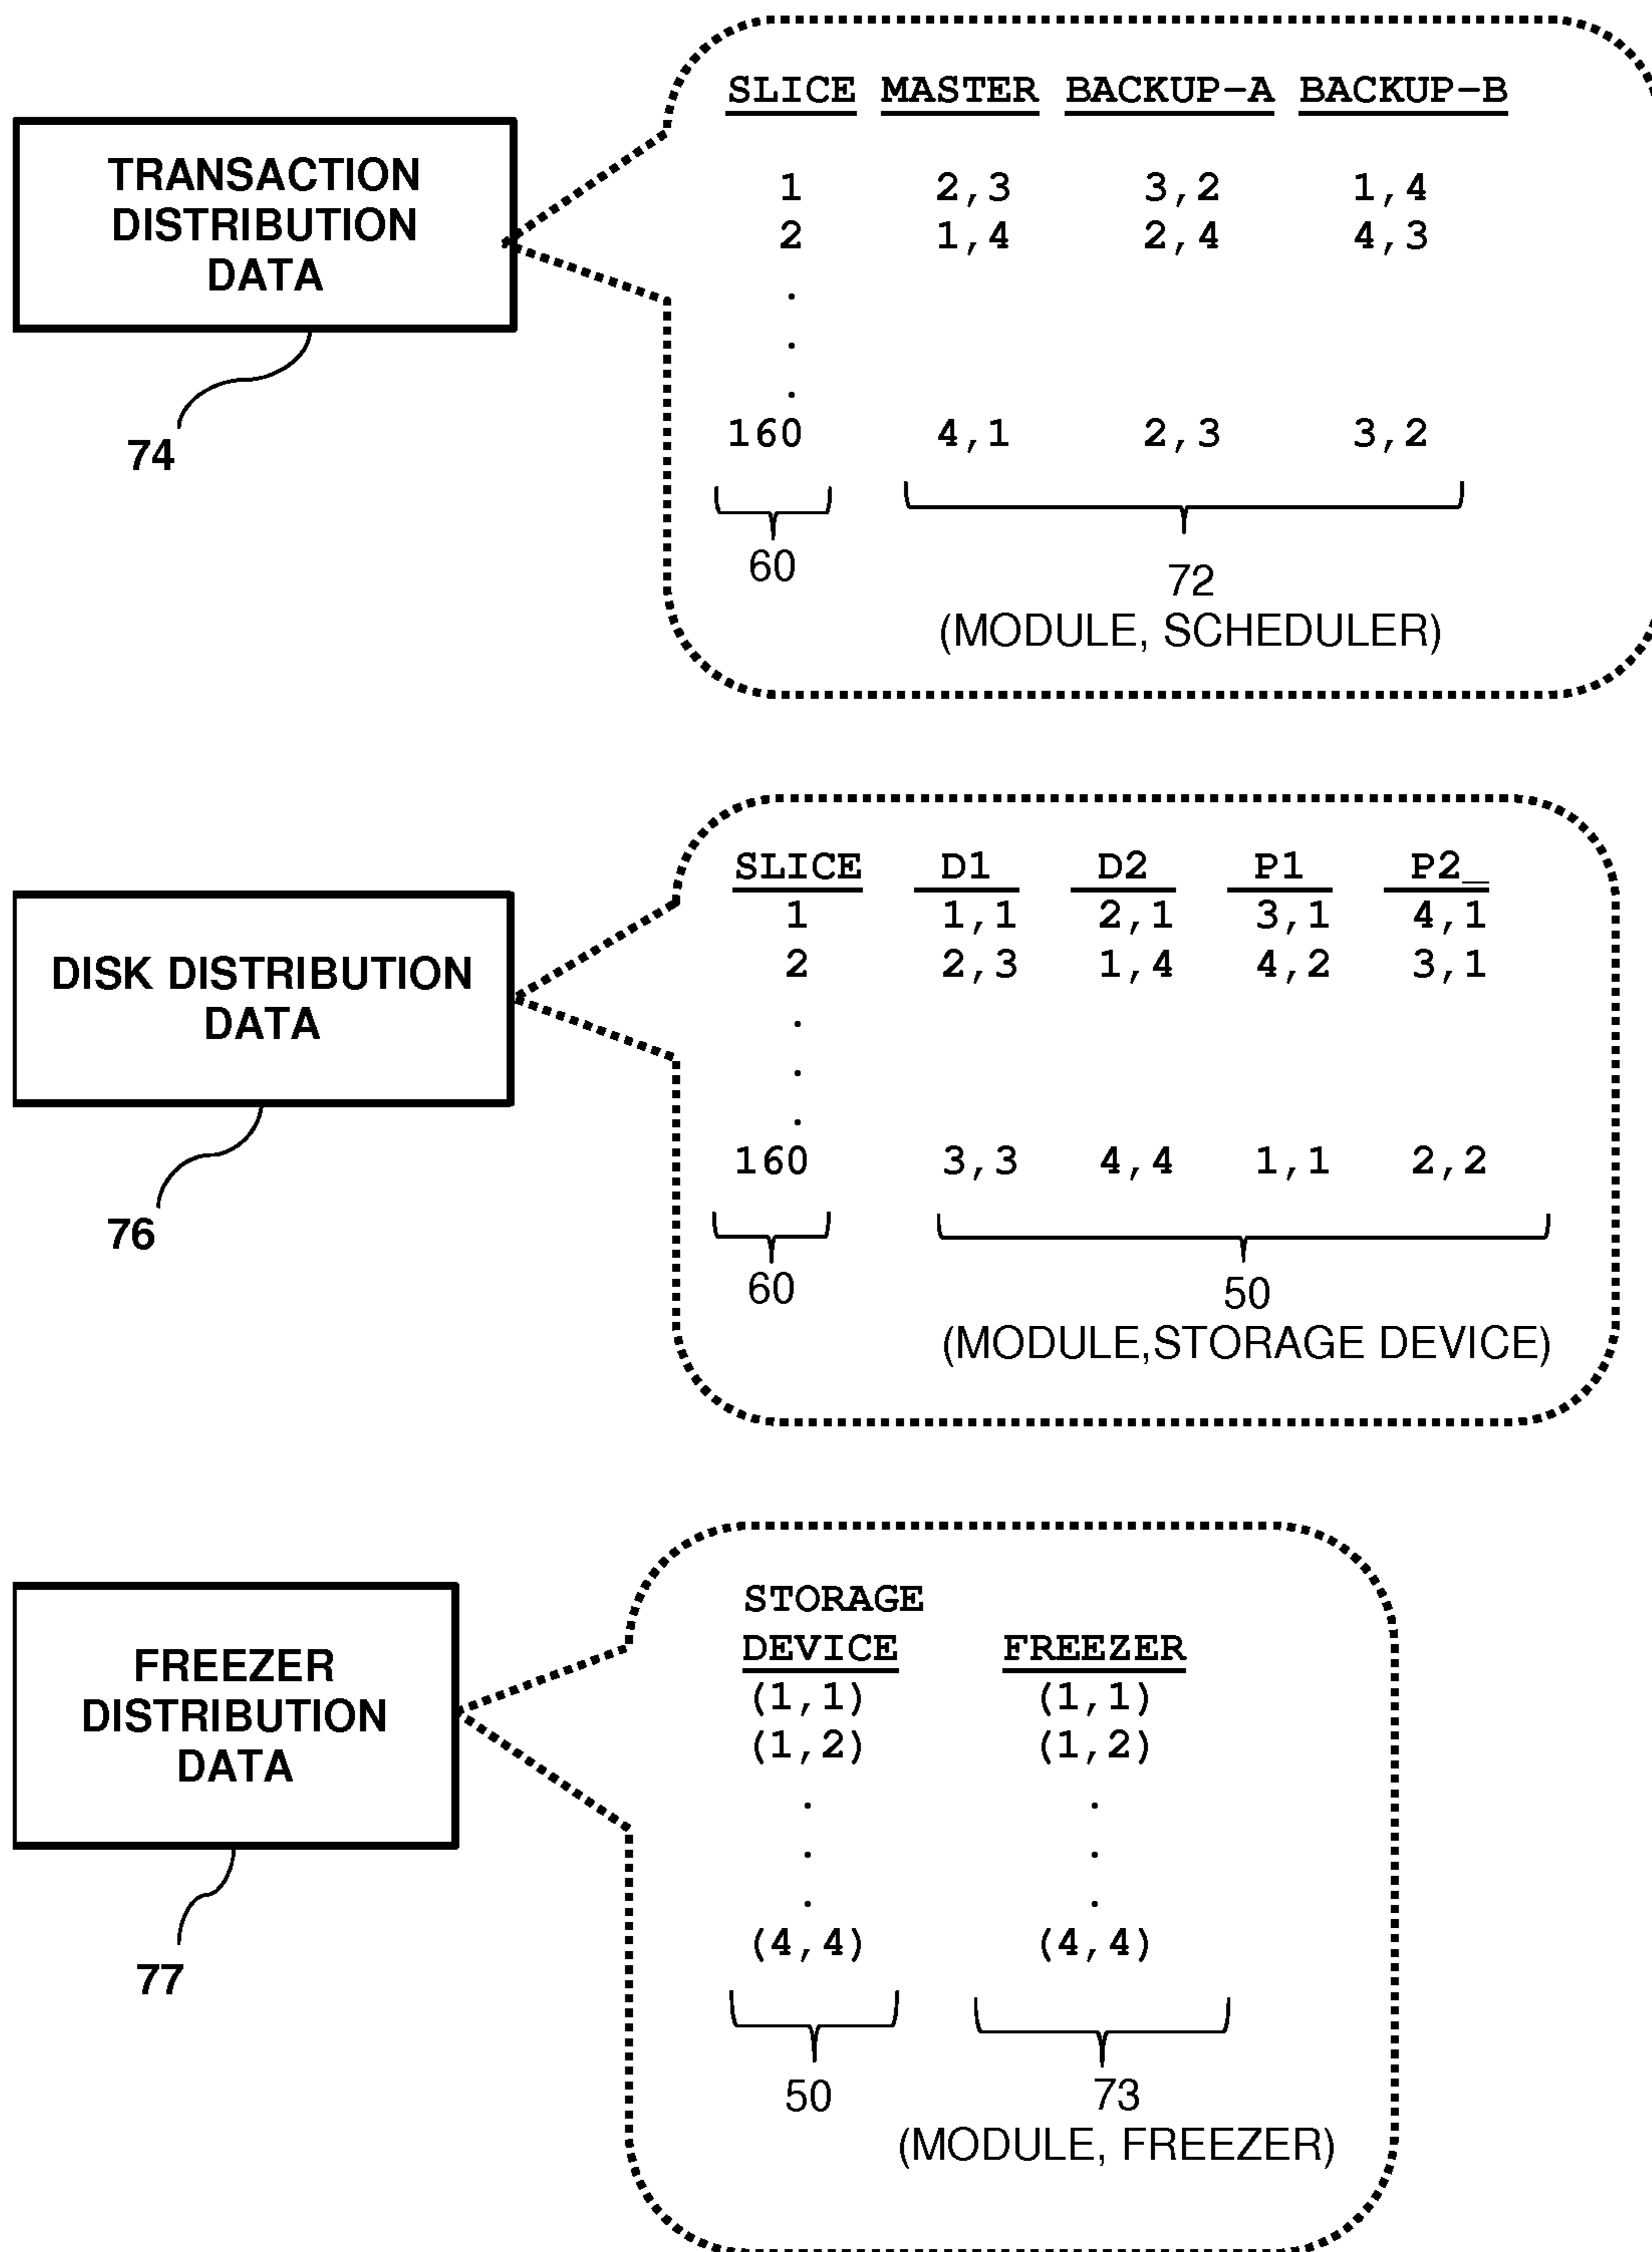 TRANSACTION
DISTRIBUTION
DATA
74
SLICE MASTER BACKUP-A BACKUP-B
1 2,3 3,2 1,4
2 1,4 2,4 4,3
.
.
.
160 4,1 2,3 3,2
60
72
(MODULE, SCHEDULER)
DISK DISTRIBUTION
DATA
76
SLICE D1 D2 P1 P2_
1 1,1 2,1 3,1 4,1
2 2,3 1,4 4,2 3,1
.
.
.
160 3,3 4,4 1,1 2,2
60
50
(MODULE,STORAGE DEVICE)
FREEZER
DISTRIBUTION
DATA
77
STORAGE
DEVICE FREEZER
(1,1) (1,1)
(1,2) (1,2)
. .
. .
. .
(4,4) (4,4)
50 73
(MODULE, FREEZER)